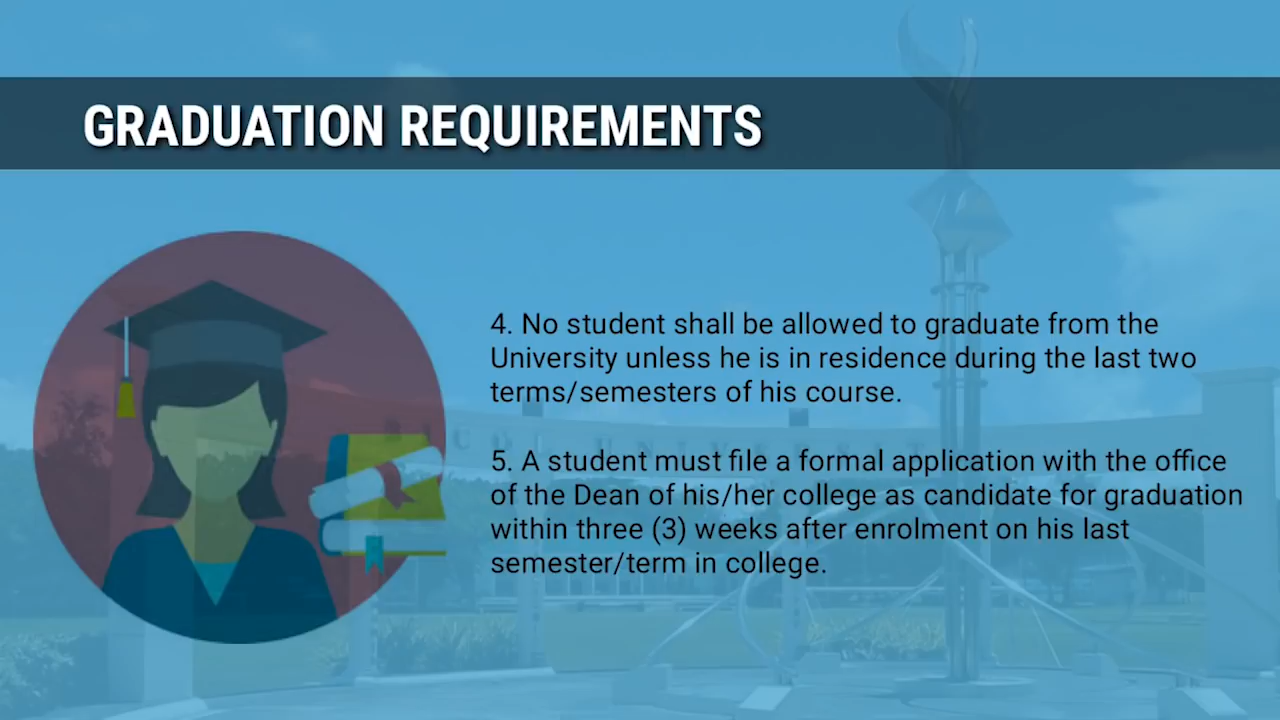 GRADUATION REQUIREMENTS
4. No student shall be allowed to graduate from the
University unless he is in residence during the last two
terms/semesters of his course.
5. A student must file a formal application with the office
of the Dean of his/her college as candidate for graduation
within three (3) weeks after enrolment on his last
semester/term in college.